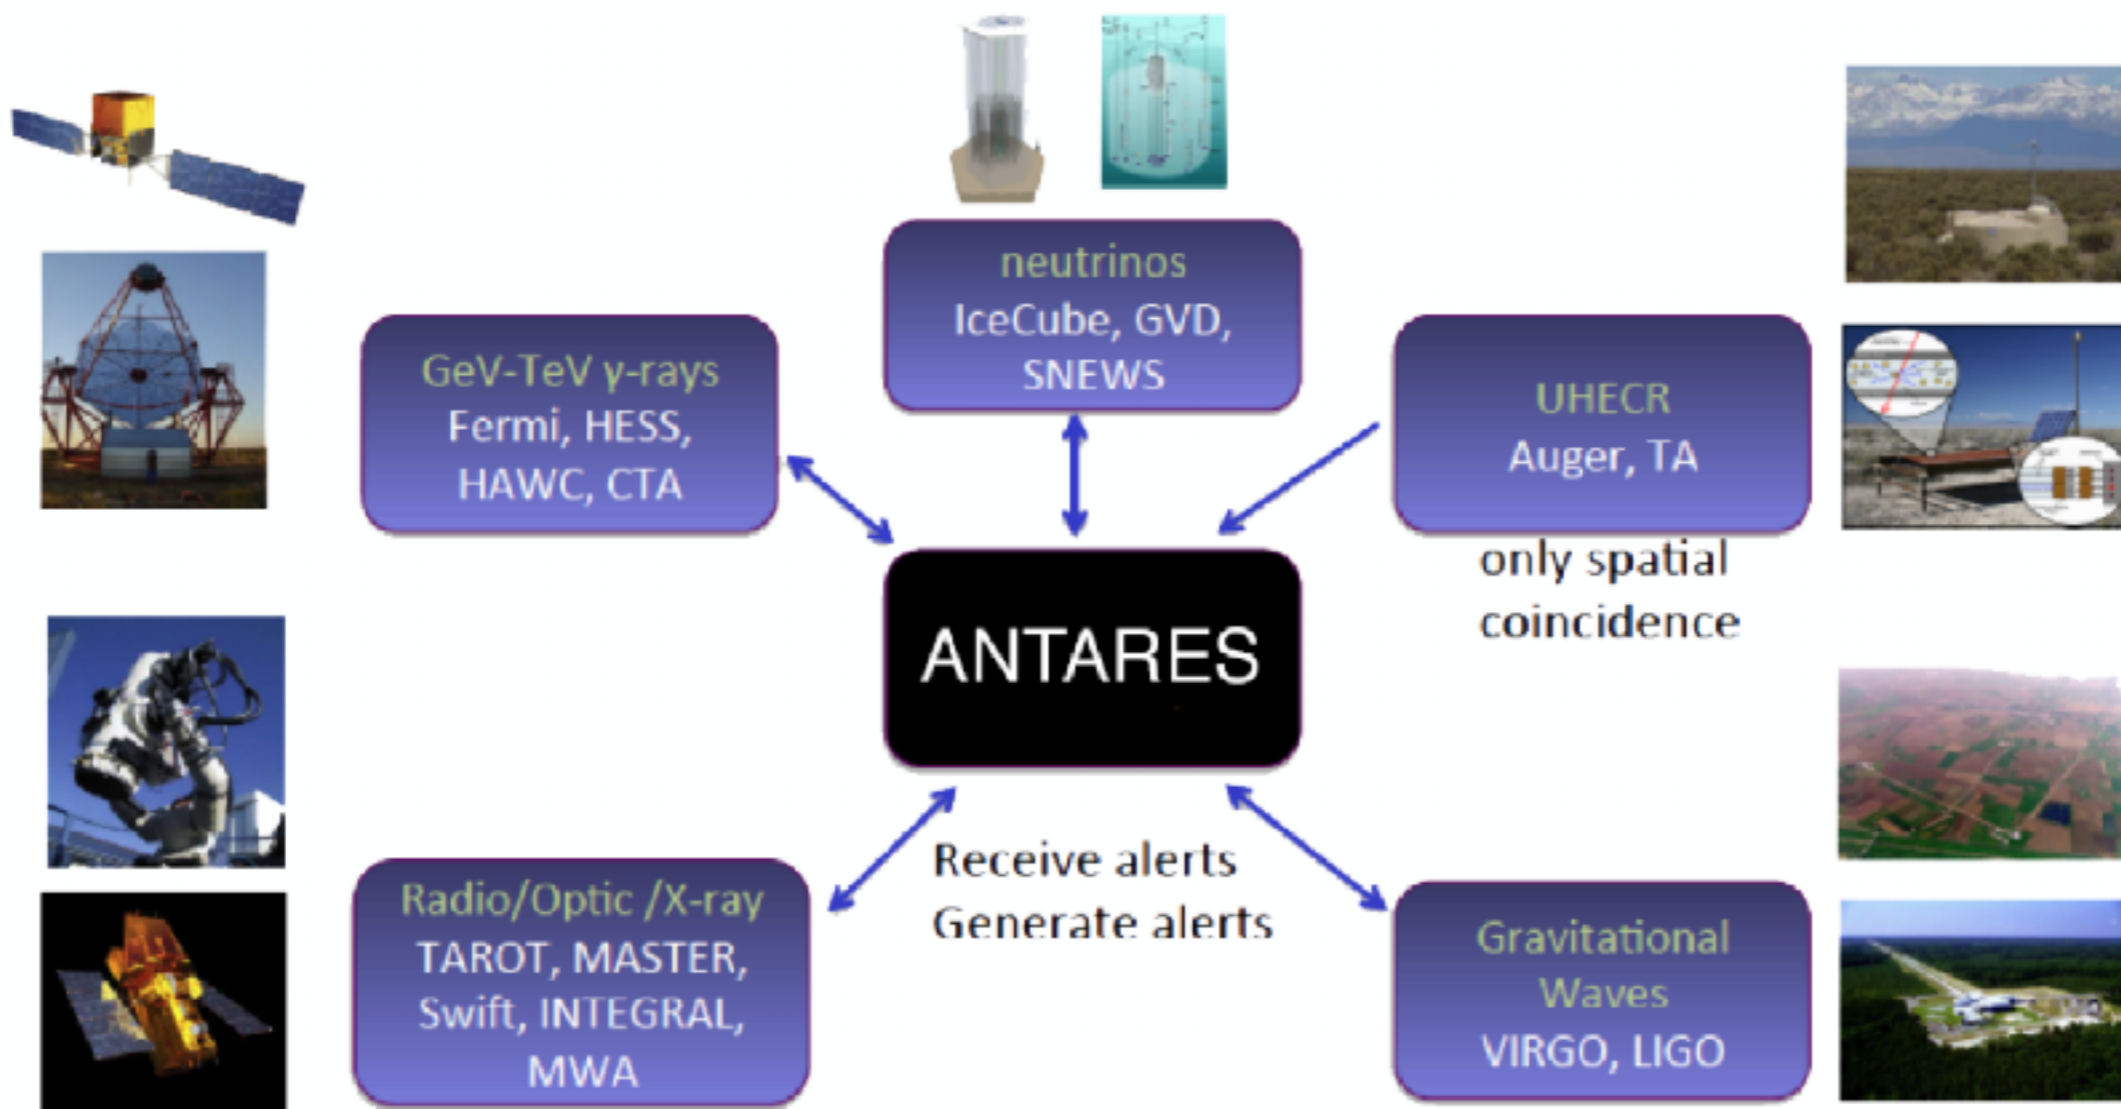 neutrinos
IceCube, GVD,
SNEWS
GeV-TeV γ-rays
Fermi, HESS,
HAWC, CTA
UHECR
Auger, TA
only spatial
coincidence
ANTARES
Receive alerts
Generate alerts
Radio/Optic /X-ray
TAROT, MASTER,
Swift, INTEGRAL,
MWA
Gravitational
Waves
VIRGO, LIGO